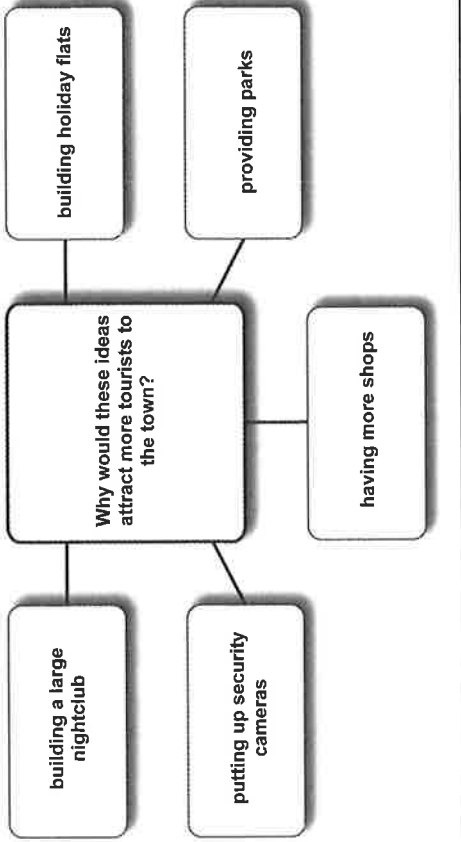 building a large
nightclub
Why would these ideas
attract more tourists to
the town?
building holiday flats
putting up security
cameras
providing parks
having more shops